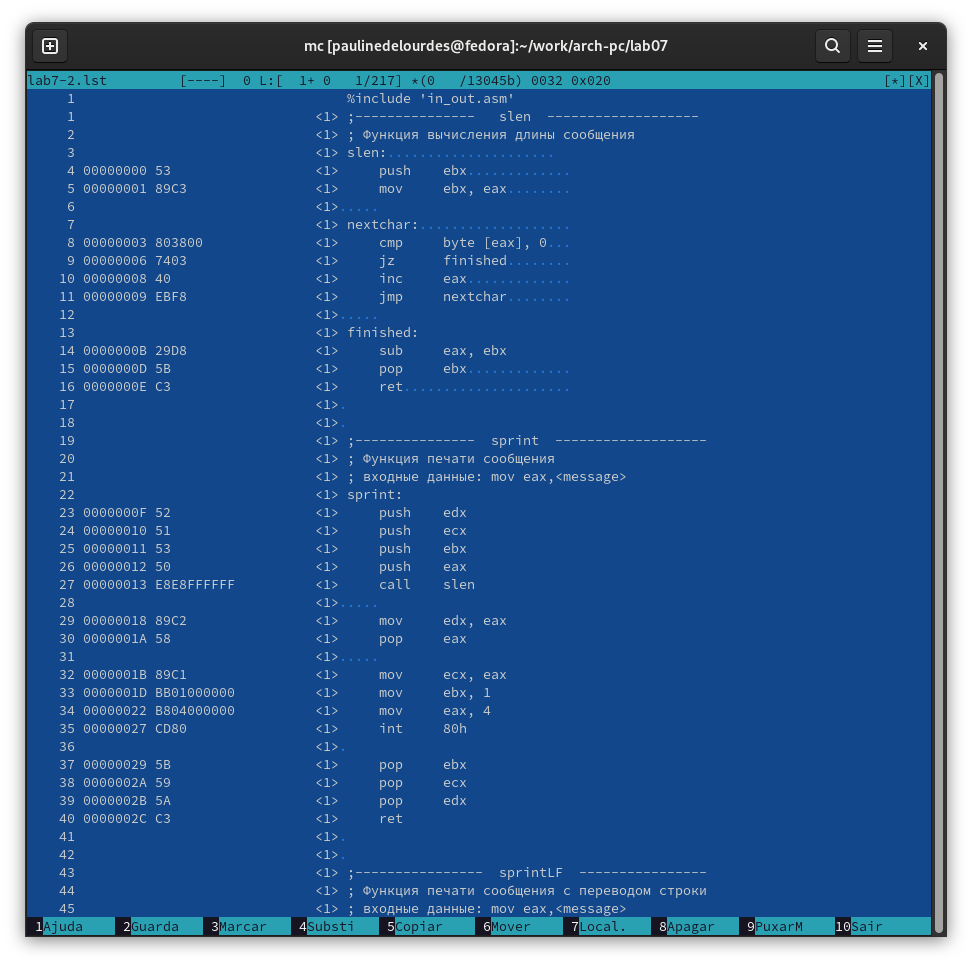 mc [paulinedelourdes@fedora]:~/work/arch-pc/lab07
lab7-2.lst [----] 0 L:[ 1+ 0 1/217] *(0 /13045b) 0032 0x020 [*][X]
1 %include 'in_out.asm'
1 <1> ;--------------- slen -------------------
2 <1> ; Функция вычисления длины сообщения
3 <1> slen:.....................
4 00000000 53 <1> push ebx.............
5 00000001 89C3 <1> mov ebx, eax........
6 <1>.....
7 <1> nextchar:...................
8 00000003 803800 <1> cmp byte [eax], 0...
9 00000006 7403 <1> jz finished........
10 00000008 40 <1> inc eax.............
11 00000009 EBF8 <1> jmp nextchar........
12 <1>.....
13 <1> finished:
14 0000000B 29D8 <1> sub eax, ebx
15 0000000D 5B <1> pop ebx.............
16 0000000E C3 <1> ret.....................
17 <1>.
18 <1>.
19 <1> ;--------------- sprint -------------------
20 <1> ; Функция печати сообщения
21 <1> ; входные данные: mov eax,<message>
22 <1> sprint:
23 0000000F 52 <1> push edx
24 00000010 51 <1> push ecx
25 00000011 53 <1> push ebx
26 00000012 50 <1> push eax
27 00000013 E8E8FFFFFF <1> call slen
28 <1>.....
29 00000018 89C2 <1> mov edx, eax
30 0000001A 58 <1> pop eax
31 <1>.....
32 0000001B 89C1 <1> mov ecx, eax
33 0000001D BB01000000 <1> mov ebx, 1
34 00000022 B804000000 <1> mov eax, 4
35 00000027 CD80 <1> int 80h
36 <1>.
37 00000029 5B <1> pop ebx
38 0000002A 59 <1> pop ecx
39 0000002B 5A <1> pop edx
40 0000002C C3 <1> ret
41 <1>.
42 <1>.
43 <1> ;---------------- sprintLF ----------------
44 <1> ; Функция печати сообщения с переводом строки
45 <1> ; входные данные: mov eax,<message>
1Ajuda 2Guarda 3Marcar 4Substi 5Copiar 6Mover 7Local. 8Apagar 9PuxarM 10Sair